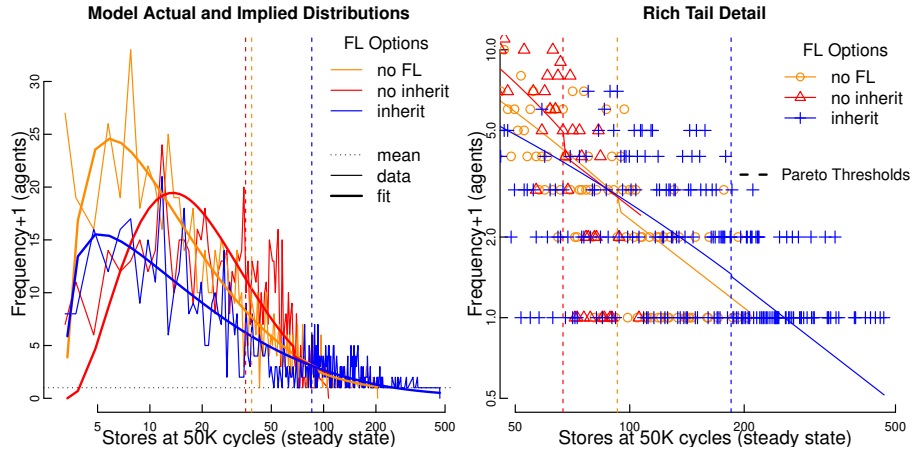 Model Actual and Implied Distributions
FL Options
no FL
no inherit
inherit
mean
data
fit
Frequency+1 (agents)
0 5 10 15 20 25 30
5 10 20 50 100 200 500
Stores at 50K cycles (steady state)
Rich Tail Detail
FL Options
no FL
no inherit
inherit
Pareto Thresholds
Frequency+1 (agents)
0.5 1.0 2.0 5.0 10.0
50 100 200 500
Stores at 50K cycles (steady state)